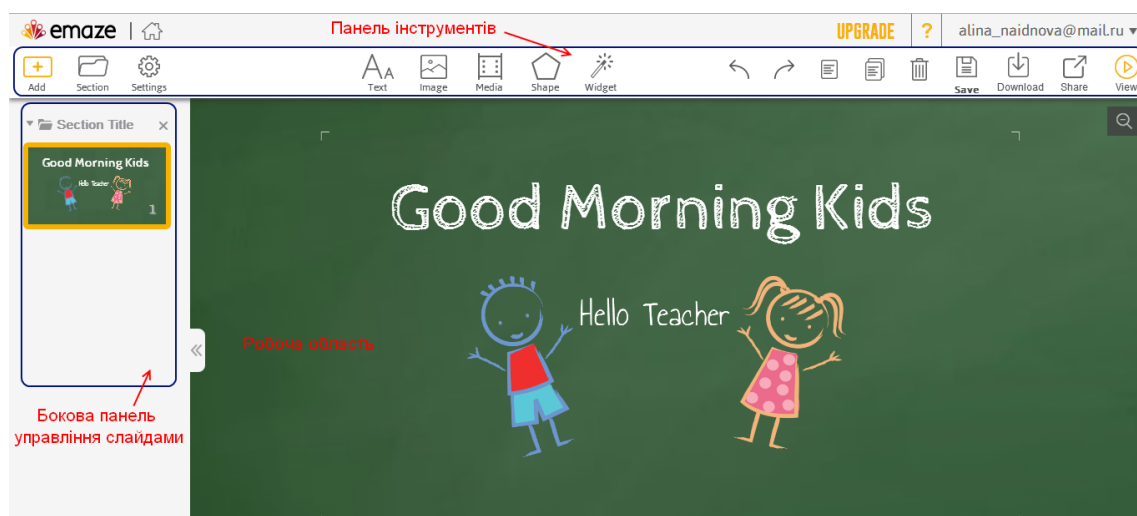 emaze
Панель інструментів
UPGRADE
?
alina_naidnova@mail.ru
Add
Section
Settings
Text
Image
Media
Shape
Widget
Save
Download
Share
View
Section Title
Good Morning Kids
Hello Teacher
1
Good Morning Kids
Hello Teacher
Робоча область
Бокова панель
управління слайдами